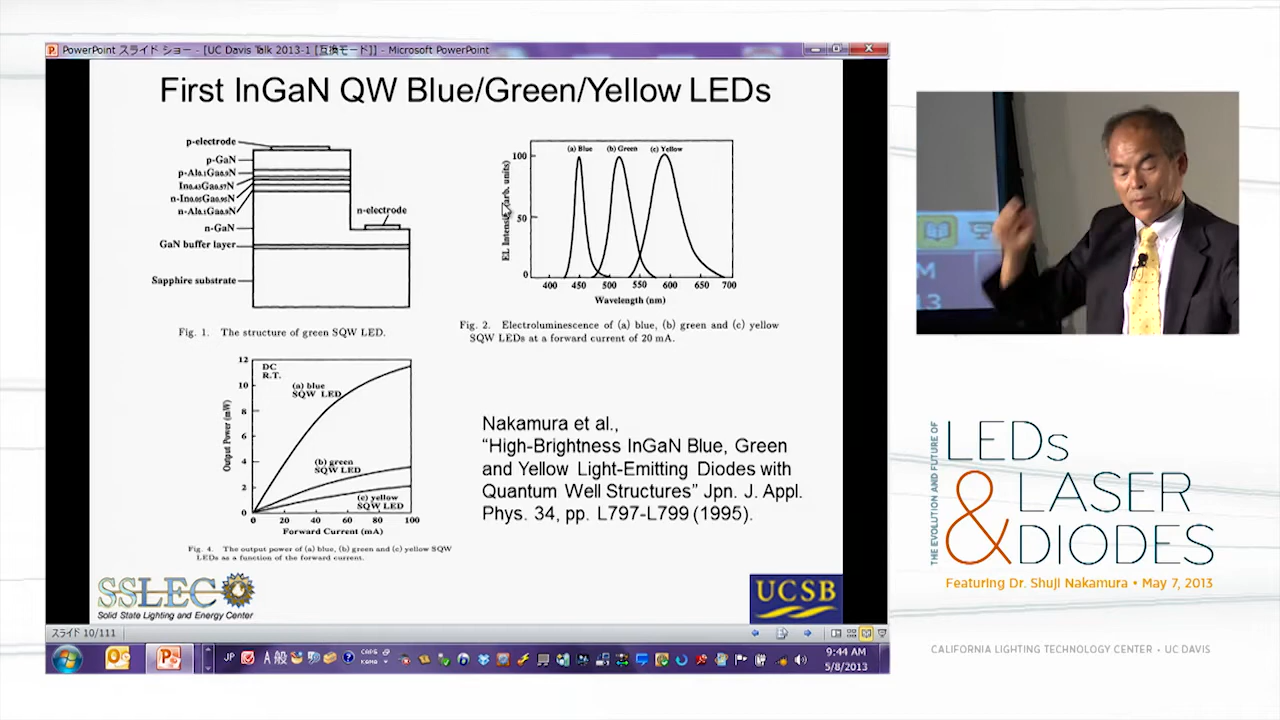 PowerPoint スライド ショー - [UC Davis Talk 2013-1 [互換モード]] - Microsoft PowerPoint
First InGaN QW Blue/Green/Yellow LEDs
p-electrode
p-GaN
p-Al0.1Ga0.9N
In0.43Ga0.57N
n-In0.05Ga0.95N
n-Al0.1Ga0.9N
n-electrode
n-GaN
GaN buffer layer
Sapphire substrate
Fig. 1. The structure of green SQW LED.
(a) Blue (b) Green (c) Yellow
100
50
0
EL Intensity (arb. units)
400 450 500 550 600 650 700
Wavelength (nm)
Fig. 2. Electroluminescence of (a) blue, (b) green and (c) yellow
SQW LEDs at a forward current of 20 mA.
DC
R.T.
(a) blue
SQW LED
(b) green
SQW LED
(c) yellow
SQW LED
12
10
8
6
4
2
0
Output Power (mW)
0 20 40 60 80 100
Forward Current (mA)
Fig. 4. The output power of (a) blue, (b) green and (c) yellow SQW
LEDs as a function of the forward current.
Nakamura et al.,
“High-Brightness InGaN Blue, Green
and Yellow Light-Emitting Diodes with
Quantum Well Structures” Jpn. J. Appl.
Phys. 34, pp. L797-L799 (1995).
SSLEC
Solid State Lighting and Energy Center
UCSB
スライド 10/111
JP
A 般
CAPS
KANA
9:44 AM
5/8/2013
M
13
THE EVOLUTION AND FUTURE OF
LEDs
& LASER
DIODES
Featuring Dr. Shuji Nakamura • May 7, 2013
CALIFORNIA LIGHTING TECHNOLOGY CENTER • UC DAVIS